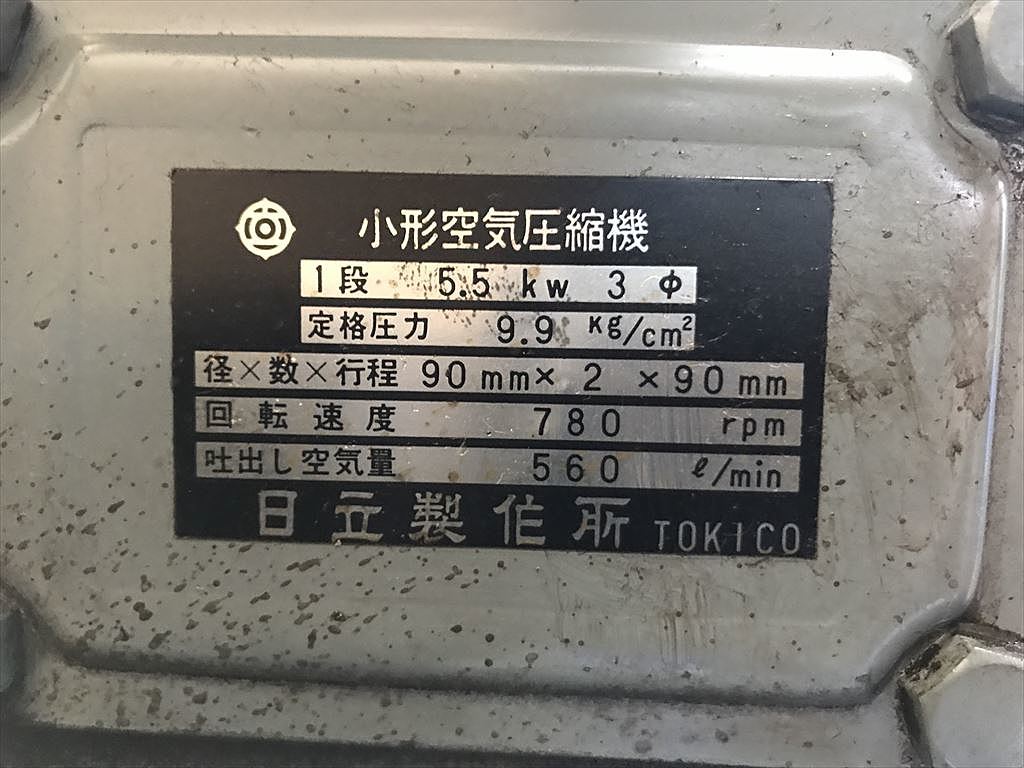 小形空気圧縮機
1段 5.5 kw 3 φ
定格圧力 9.9 Kg/cm²
径×数×行程 90 mm× 2 ×90 mm
回転速度 780 rpm
吐出し空気量 560 ℓ/min
日立製作所 TOKICO